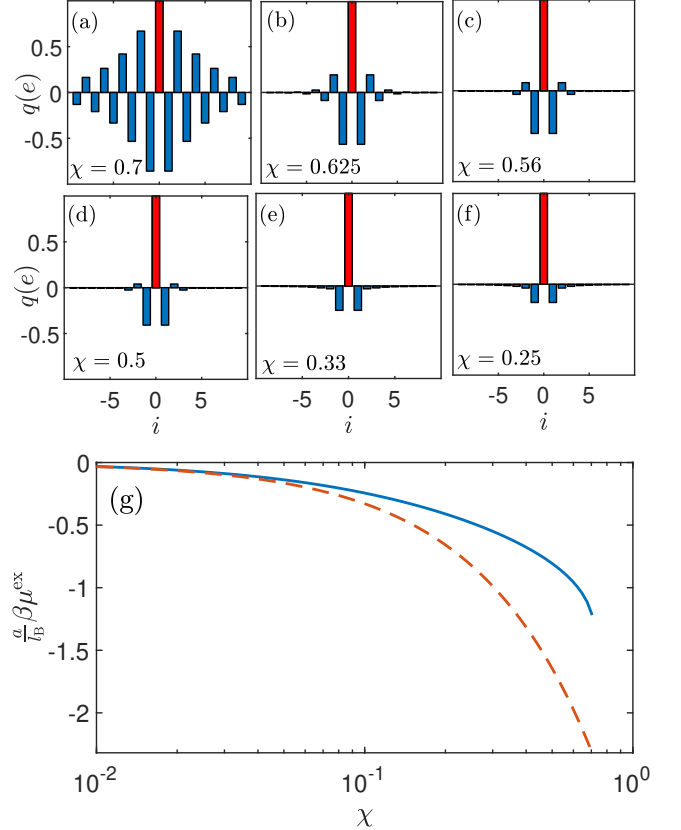 (a)
(b)
(c)
0.5
0
-0.5
q(e)
χ = 0.7
χ = 0.625
χ = 0.56
(d)
(e)
(f)
0.5
0
-0.5
q(e)
χ = 0.5
χ = 0.33
χ = 0.25
-5 0 5
-5 0 5
-5 0 5
i
i
i
(g)
0
-0.5
-1
-1.5
-2
a/l_B βμ^ex
10^-2 10^-1 10^0
χ